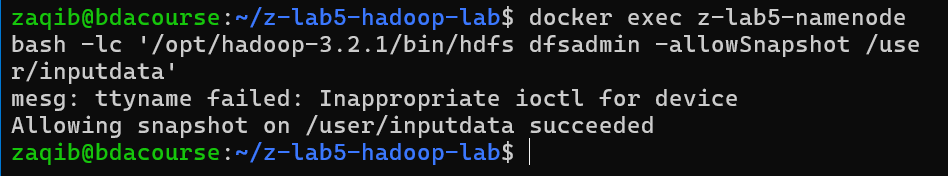 zaqib@bdacourse:~/z-lab5-hadoop-lab$ docker exec z-lab5-namenode
bash -lc '/opt/hadoop-3.2.1/bin/hdfs dfsadmin -allowSnapshot /use
r/inputdata'
mesg: ttyname failed: Inappropriate ioctl for device
Allowing snapshot on /user/inputdata succeeded
zaqib@bdacourse:~/z-lab5-hadoop-lab$